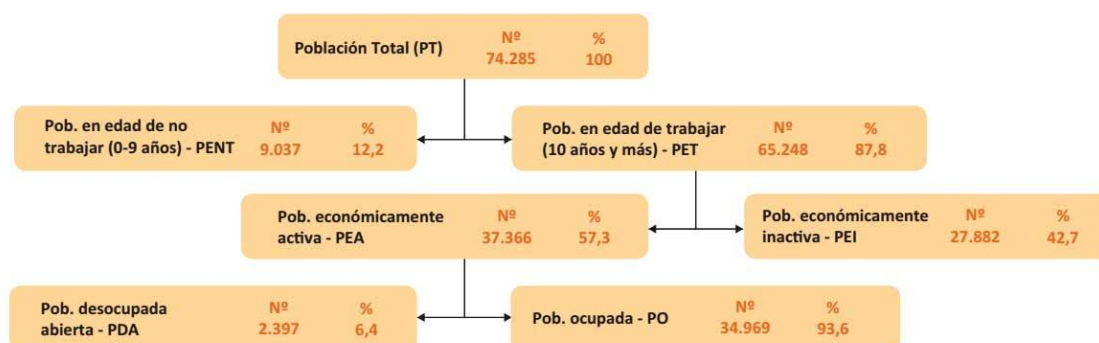 Población Total (PT)
Nº %
74.285 100
Pob. en edad de no
trabajar (0-9 años) - PENT
Nº %
9.037 12,2
Pob. en edad de trabajar
(10 años y más) - PET
Nº %
65.248 87,8
Pob. económicamente
activa - PEA
Nº %
37.366 57,3
Pob. económicamente
inactiva - PEI
Nº %
27.882 42,7
Pob. desocupada
abierta - PDA
Nº %
2.397 6,4
Pob. ocupada - PO
Nº %
34.969 93,6